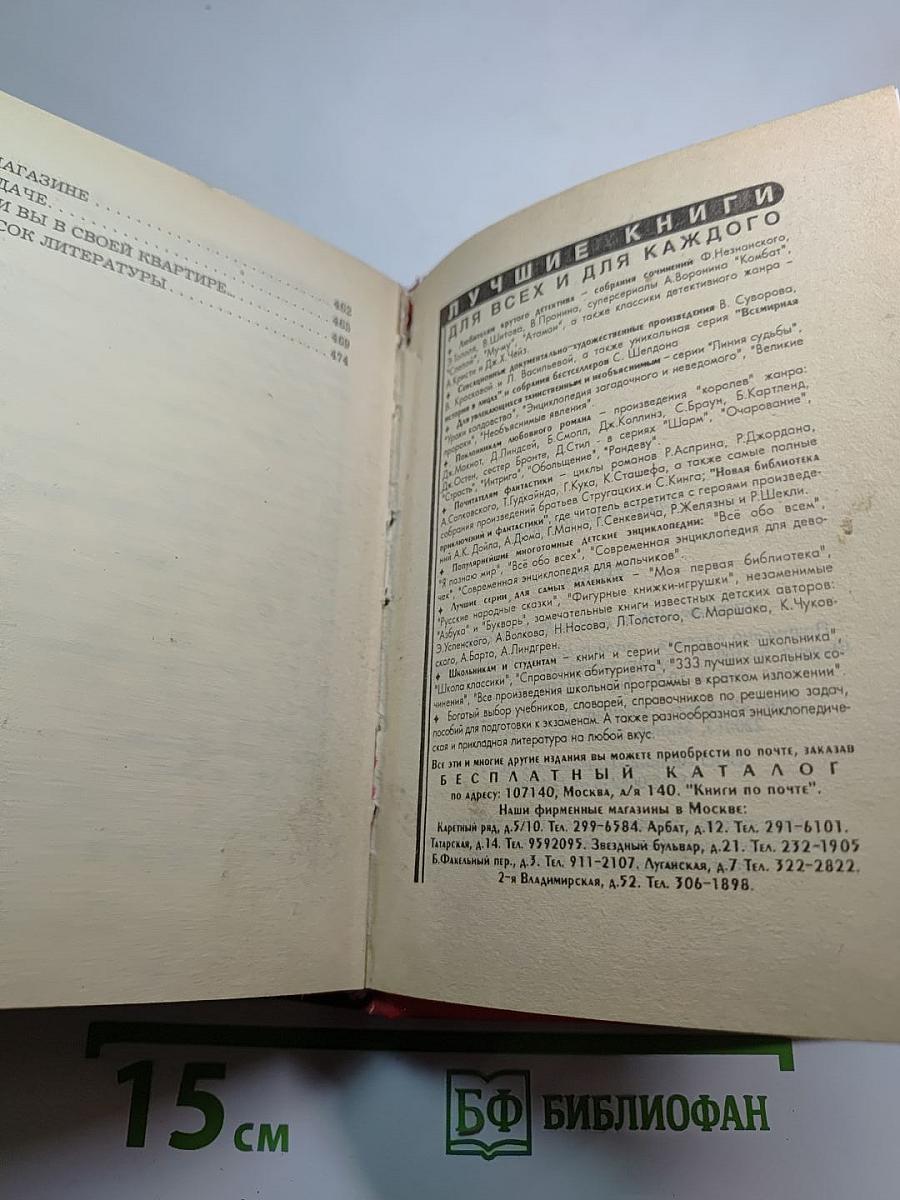 МАГАЗИНЕ . . . . . . . . . . . . . . . . . . . . 462
ДАЧЕ. . . . . . . . . . . . . . . . . . . . . . . . 465
И ВЫ В СВОЕЙ КВАРТИРЕ... 469
СОК ЛИТЕРАТУРЫ . . . . . . . . . . . . . . 474
ЛУЧШИЕ КНИГИ
ДЛЯ ВСЕХ И ДЛЯ КАЖДОГО
✦ Любителям крутого детектива – собрания сочинений Ф.Незнанского,
Э.Тополя, В.Шитова, В.Пронина, суперсериалы А.Воронина "Комбат",
"Слепой", "Му-му", "Атаман", а также классики детективного жанра –
А.Кристи и Дж.Х.Чейз.
✦ Сенсационные документально-художественные произведения В. Суворова,
В. Красковой и Л. Васильевой, а также уникальная серия "Всемирная
история в лицах" и собрания бестселлеров С. Шелдона
✦ Для увлекающихся таинственным и необъяснимым – серии "Линия судьбы",
"Уроки колдовства", "Энциклопедия загадочного и неведомого", "Великие
пророки", "Необъяснимые явления".
✦ Поклонникам любовного романа – произведения "королев" жанра:
Дж.Макнот, Д.Линдсей, Б.Смолл, Дж.Коллинз, С.Браун, Б.Картленд,
Дж.Остен, сестер Бронте, Д.Стил - в сериях "Шарм", "Очарование",
"Страсть", "Интрига", "Обольщение", "Рандеву".
✦ Почитателям фантастики – циклы романов Р.Асприна, Р.Джордана,
А.Сапковского, Т.Гудкайнда, Г.Кука, К.Сташефа, а также самые полные
собрания произведений братьев Стругацких и С.Кинга; "Новая библиотека
приключений и фантастики", где читатель встретится с героями произведе-
ний А.К. Дойла, А.Дюма, Г.Манна, Г.Сенкевича, Р.Желязны и Р.Шекли.
✦ Популярнейшие многотомные детские энциклопедии: "Всё обо всем",
"Я познаю мир", "Всё обо всех", "Современная энциклопедия для дево-
чек", "Современная энциклопедия для мальчиков".
✦ Лучшие серии для самых маленьких – "Моя первая библиотека",
"Русские народные сказки", "Фигурные книжки-игрушки", незаменимые
"Азбука" и "Букварь", замечательные книги известных детских авторов:
Э.Успенского, А.Волкова, Н.Носова, Л.Толстого, С.Маршака, К.Чуков-
ского, А.Барто, А.Линдгрен.
✦ Школьникам и студентам – книги и серии "Справочник школьника",
"Школа классики", "Справочник абитуриента", "333 лучших школьных со-
чинения", "Все произведения школьной программы в кратком изложении".
✦ Богатый выбор учебников, словарей, справочников по решению задач,
пособий для подготовки к экзаменам. А также разнообразная энциклопедиче-
ская и прикладная литература на любой вкус.
Все эти и многие другие издания вы можете приобрести по почте, заказав
БЕСПЛАТНЫЙ КАТАЛОГ
по адресу: 107140, Москва, а/я 140. "Книги по почте".
Наши фирменные магазины в Москве:
Каретный ряд, д.5/10. Тел. 299-6584. Арбат, д.12. Тел. 291-6101.
Татарская, д.14. Тел. 9592095. Звездный бульвар, д.21. Тел. 232-1905
Б.Факельный пер., д.3. Тел. 911-2107. Луганская, д.7 Тел. 322-2822.
2-я Владимирская, д.52. Тел. 306-1898.
15 см
БФ БИБЛИОФАН